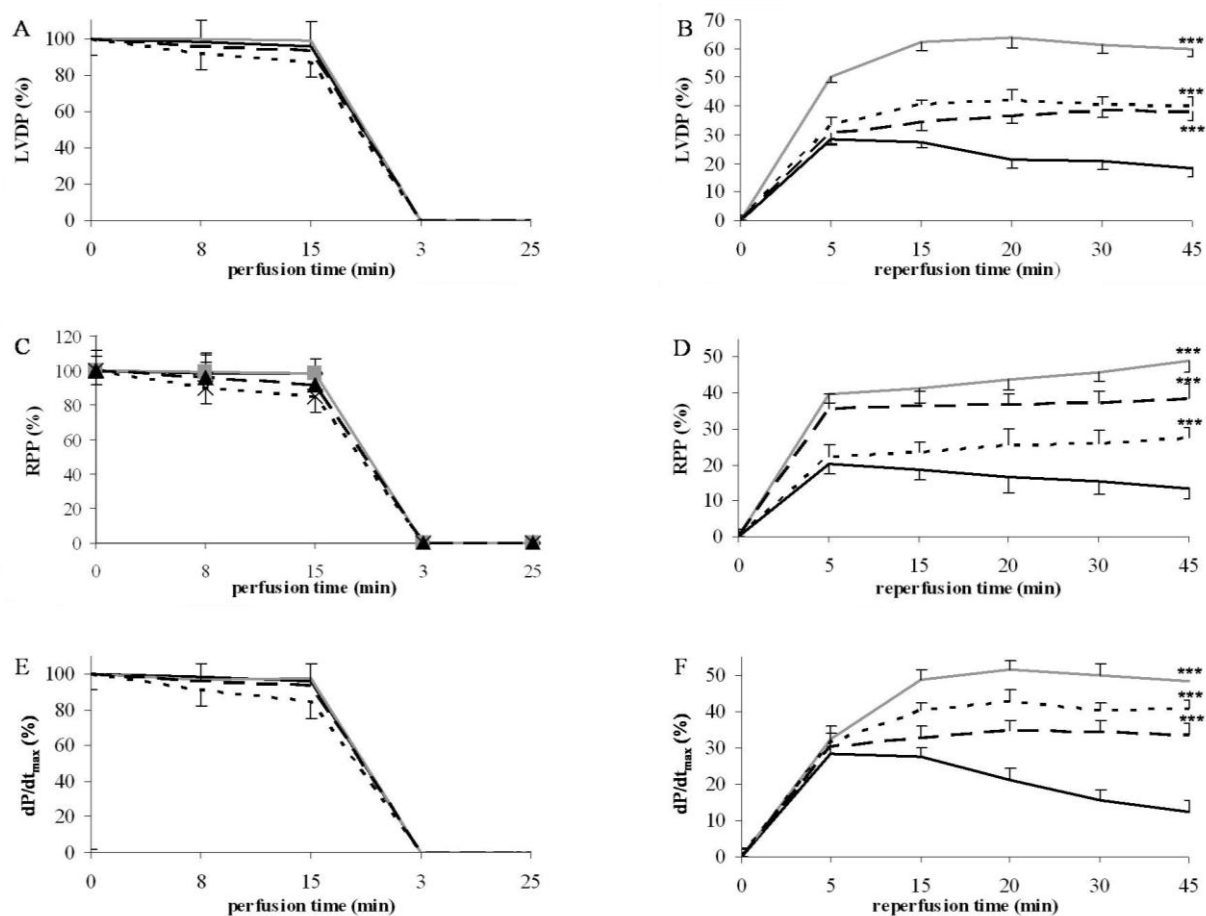 A
LVDP (%)
100
80
60
40
20
0
0 8 15 3 25
perfusion time (min)
B
LVDP (%)
70
60
50
40
30
20
10
0
***
***
***
0 5 15 20 30 45
reperfusion time (min)
C
RPP (%)
120
100
80
60
40
20
0
0 8 15 3 25
perfusion time (min)
D
RPP (%)
50
40
30
20
10
0
***
***
***
0 5 15 20 30 45
reperfusion time (min)
E
dP/dtmax (%)
100
80
60
40
20
0
0 8 15 3 25
perfusion time (min)
F
dP/dtmax (%)
50
40
30
20
10
0
***
***
***
0 5 15 20 30 45
reperfusion time (min)